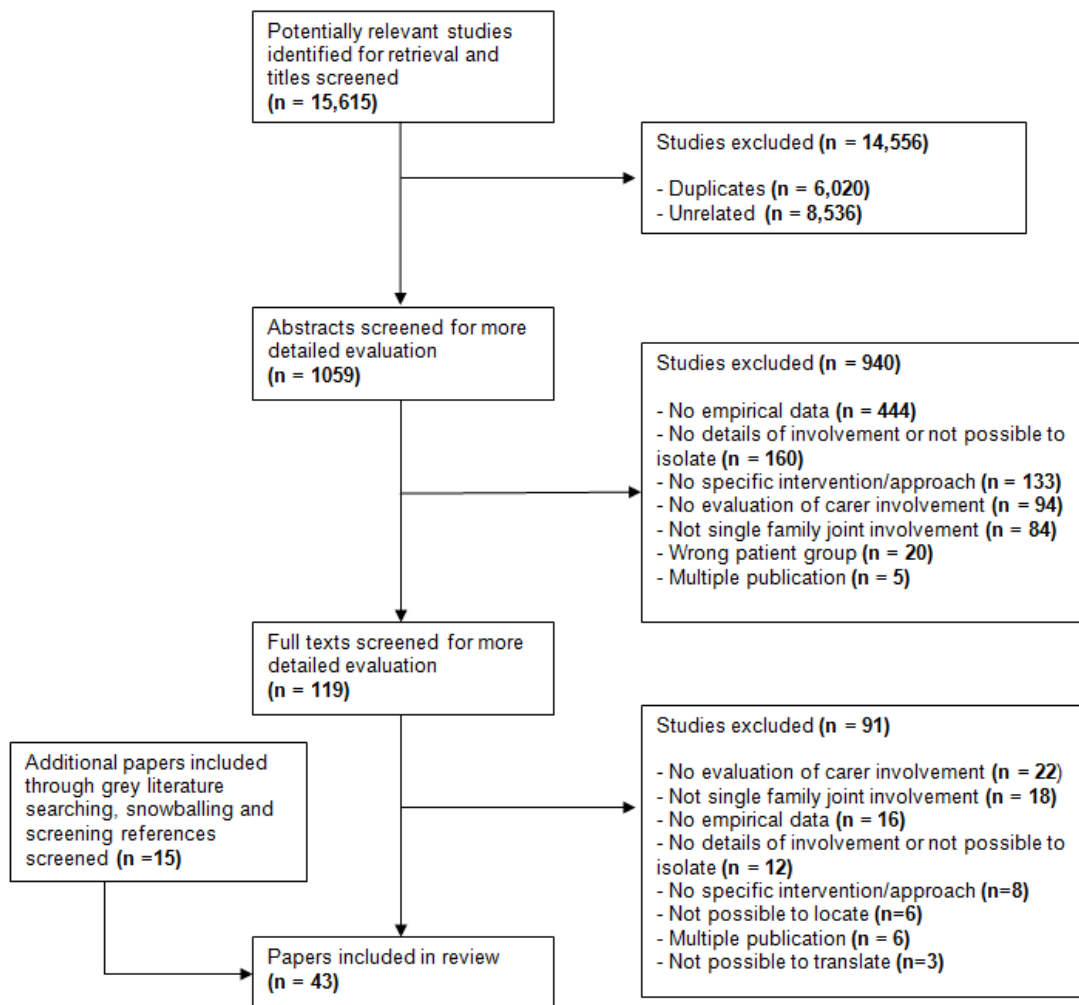 Potentially relevant studies
identified for retrieval and
titles screened
(n = 15,615)
Studies excluded (n = 14,556)
- Duplicates (n = 6,020)
- Unrelated (n = 8,536)
Abstracts screened for more
detailed evaluation
(n = 1059)
Studies excluded (n = 940)
- No empirical data (n = 444)
- No details of involvement or not possible to
isolate (n = 160)
- No specific intervention/approach (n = 133)
- No evaluation of carer involvement (n = 94)
- Not single family joint involvement (n = 84)
- Wrong patient group (n = 20)
- Multiple publication (n = 5)
Full texts screened for more
detailed evaluation
(n = 119)
Studies excluded (n = 91)
- No evaluation of carer involvement (n = 22)
- Not single family joint involvement (n = 18)
- No empirical data (n = 16)
- No details of involvement or not possible to
isolate (n = 12)
- No specific intervention/approach (n=8)
- Not possible to locate (n=6)
- Multiple publication (n = 6)
- Not possible to translate (n=3)
Additional papers included
through grey literature
searching, snowballing and
screening references
screened (n =15)
Papers included in review
(n = 43)